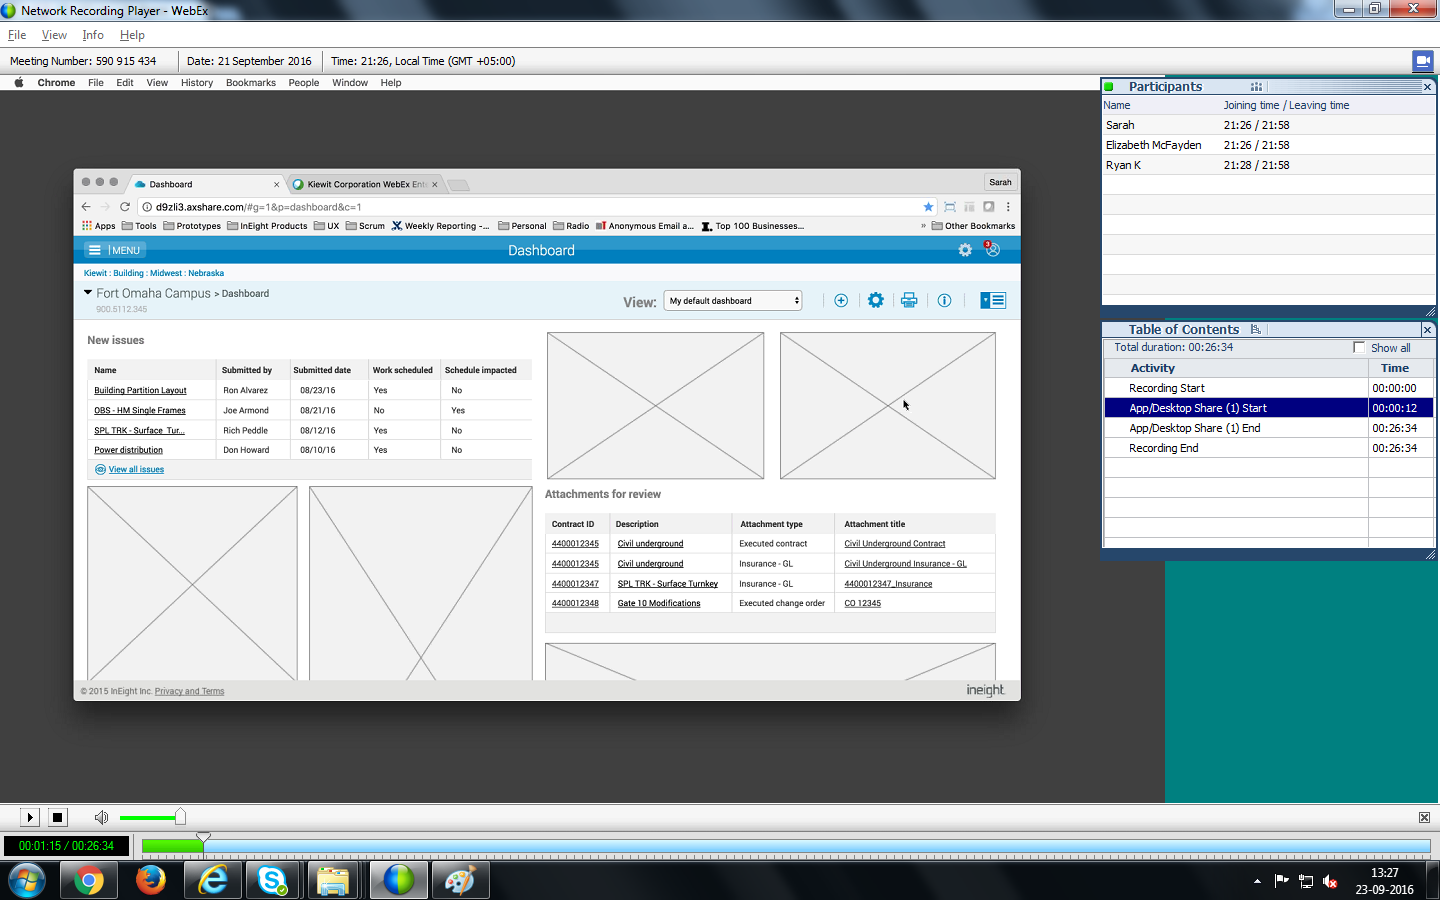 Network Recording Player - WebEx
File View Info Help
Meeting Number: 590 915 434 Date: 21 September 2016 Time: 21:26, Local Time (GMT +05:00)
Chrome File Edit View History Bookmarks People Window Help
Dashboard Kiewit Corporation WebEx Ent Sarah
d9zli3.axshare.com/#g=1&p=dashboard&c=1
Apps Tools Prototypes InEight Products UX Scrum Weekly Reporting -... Personal Radio Anonymous Email a... Top 100 Businesses... » Other Bookmarks
MENU Dashboard 3
Kiewit : Building : Midwest : Nebraska
Fort Omaha Campus > Dashboard
900.5112.345
View: My default dashboard
New issues
Name Submitted by Submitted date Work scheduled Schedule impacted
Building Partition Layout Ron Alvarez 08/23/16 Yes No
OBS - HM Single Frames Joe Armond 08/21/16 No Yes
SPL TRK - Surface Tur... Rich Peddle 08/12/16 Yes No
Power distribution Don Howard 08/10/16 Yes No
View all issues
Attachments for review
Contract ID Description Attachment type Attachment title
4400012345 Civil underground Executed contract Civil Underground Contract
4400012345 Civil underground Insurance - GL Civil Underground Insurance - GL
4400012347 SPL TRK - Surface Turnkey Insurance - GL 4400012347_Insurance
4400012348 Gate 10 Modifications Executed change order CO 12345
© 2015 InEight Inc. Privacy and Terms ineight
Participants
Name Joining time / Leaving time
Sarah 21:26 / 21:58
Elizabeth McFayden 21:26 / 21:58
Ryan K 21:28 / 21:58
Table of Contents
Total duration: 00:26:34 Show all
Activity Time
Recording Start 00:00:00
App/Desktop Share (1) Start 00:00:12
App/Desktop Share (1) End 00:26:34
Recording End 00:26:34
00:01:15 / 00:26:34
13:27
23-09-2016